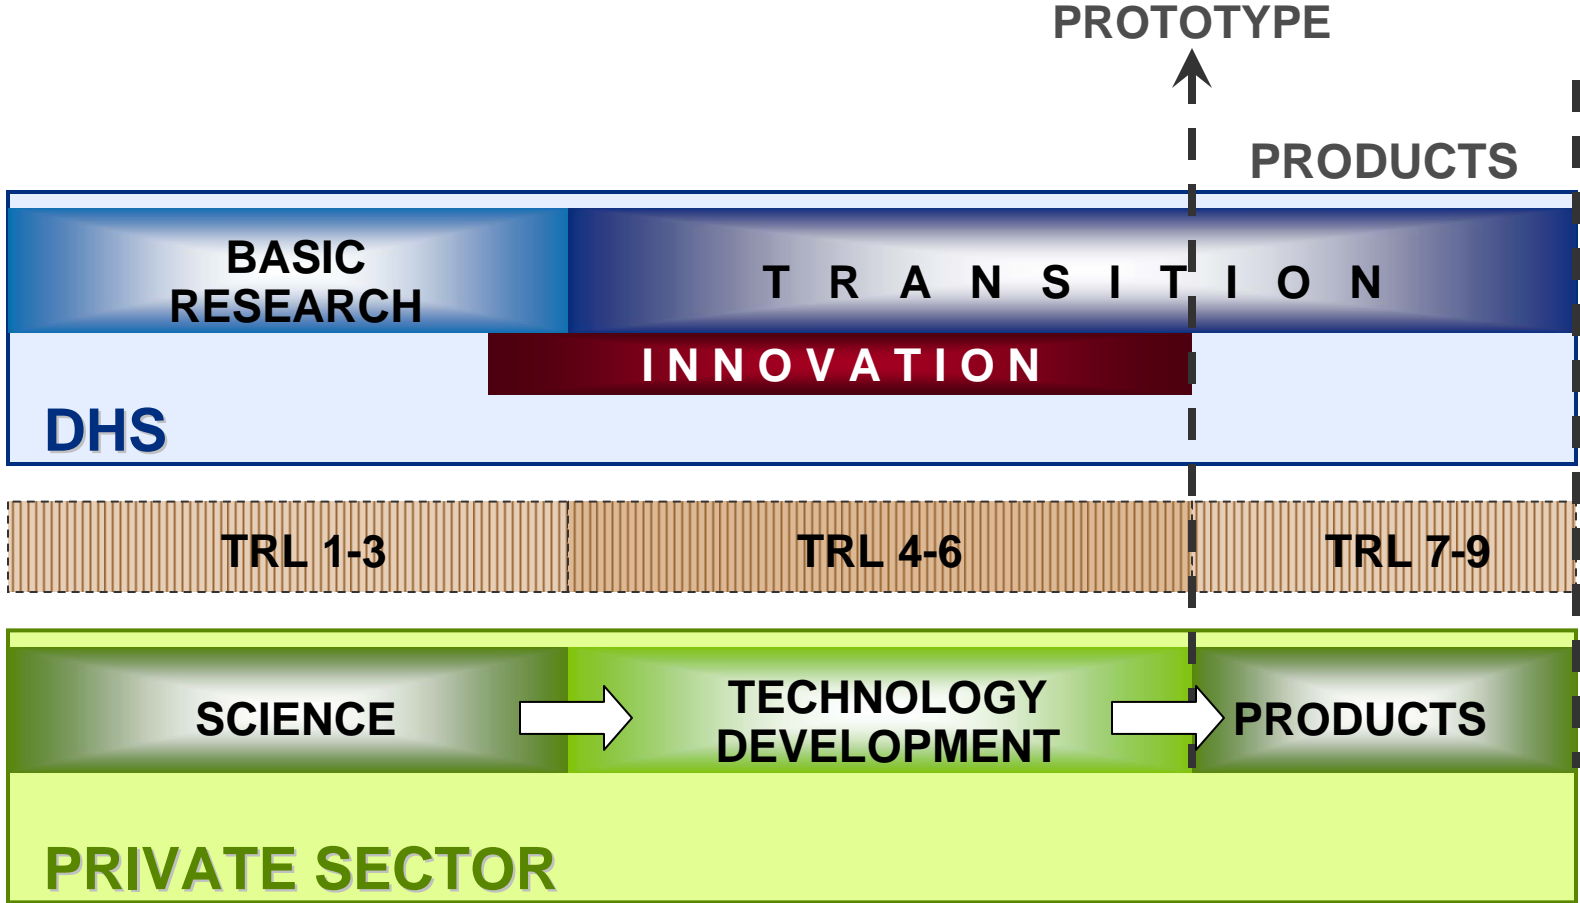 PROTOTYPE
PRODUCTS
BASIC
RESEARCH
TRANSITION
INNOVATION
DHS
TRL 1-3
TRL 4-6
TRL 7-9
SCIENCE
TECHNOLOGY
DEVELOPMENT
PRODUCTS
PRIVATE SECTOR